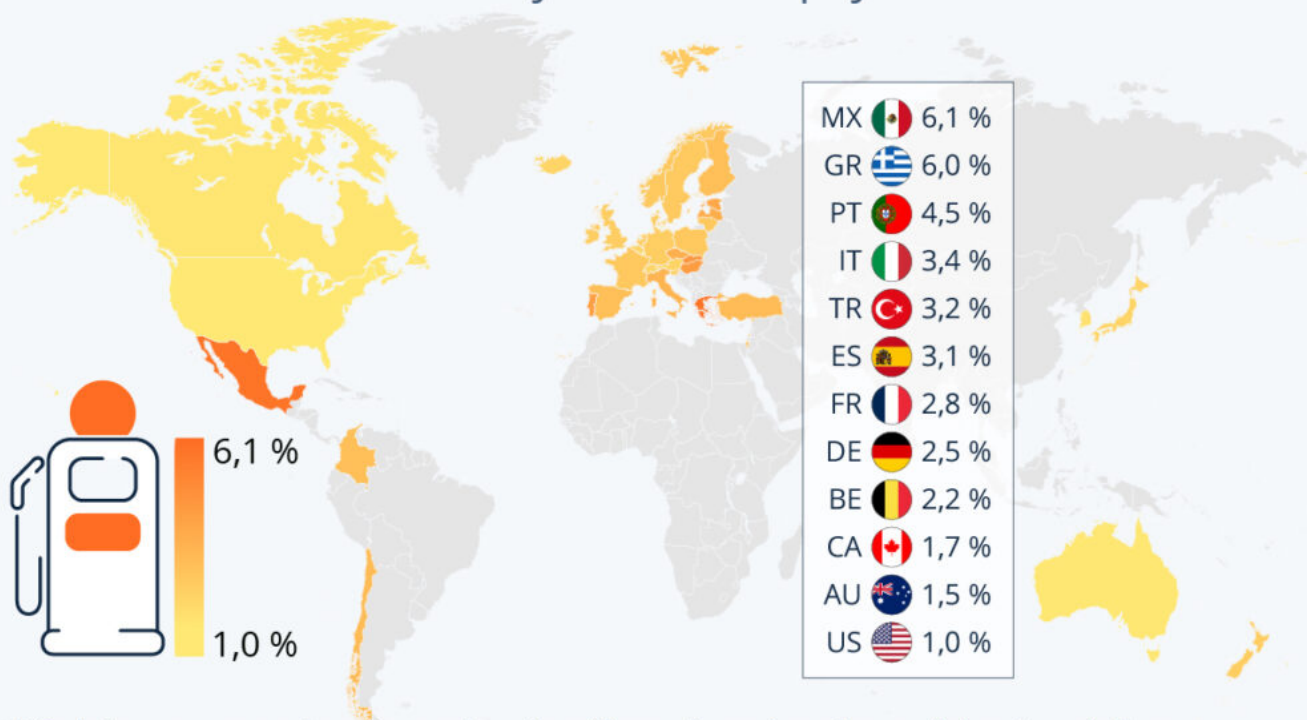 MX 6,1 %
GR 6,0 %
PT 4,5 %
IT 3,4 %
TR 3,2 %
ES 3,1 %
FR 2,8 %
DE 2,5 %
BE 2,2 %
CA 1,7 %
AU 1,5 %
US 1,0 %
6,1 %
1,0 %